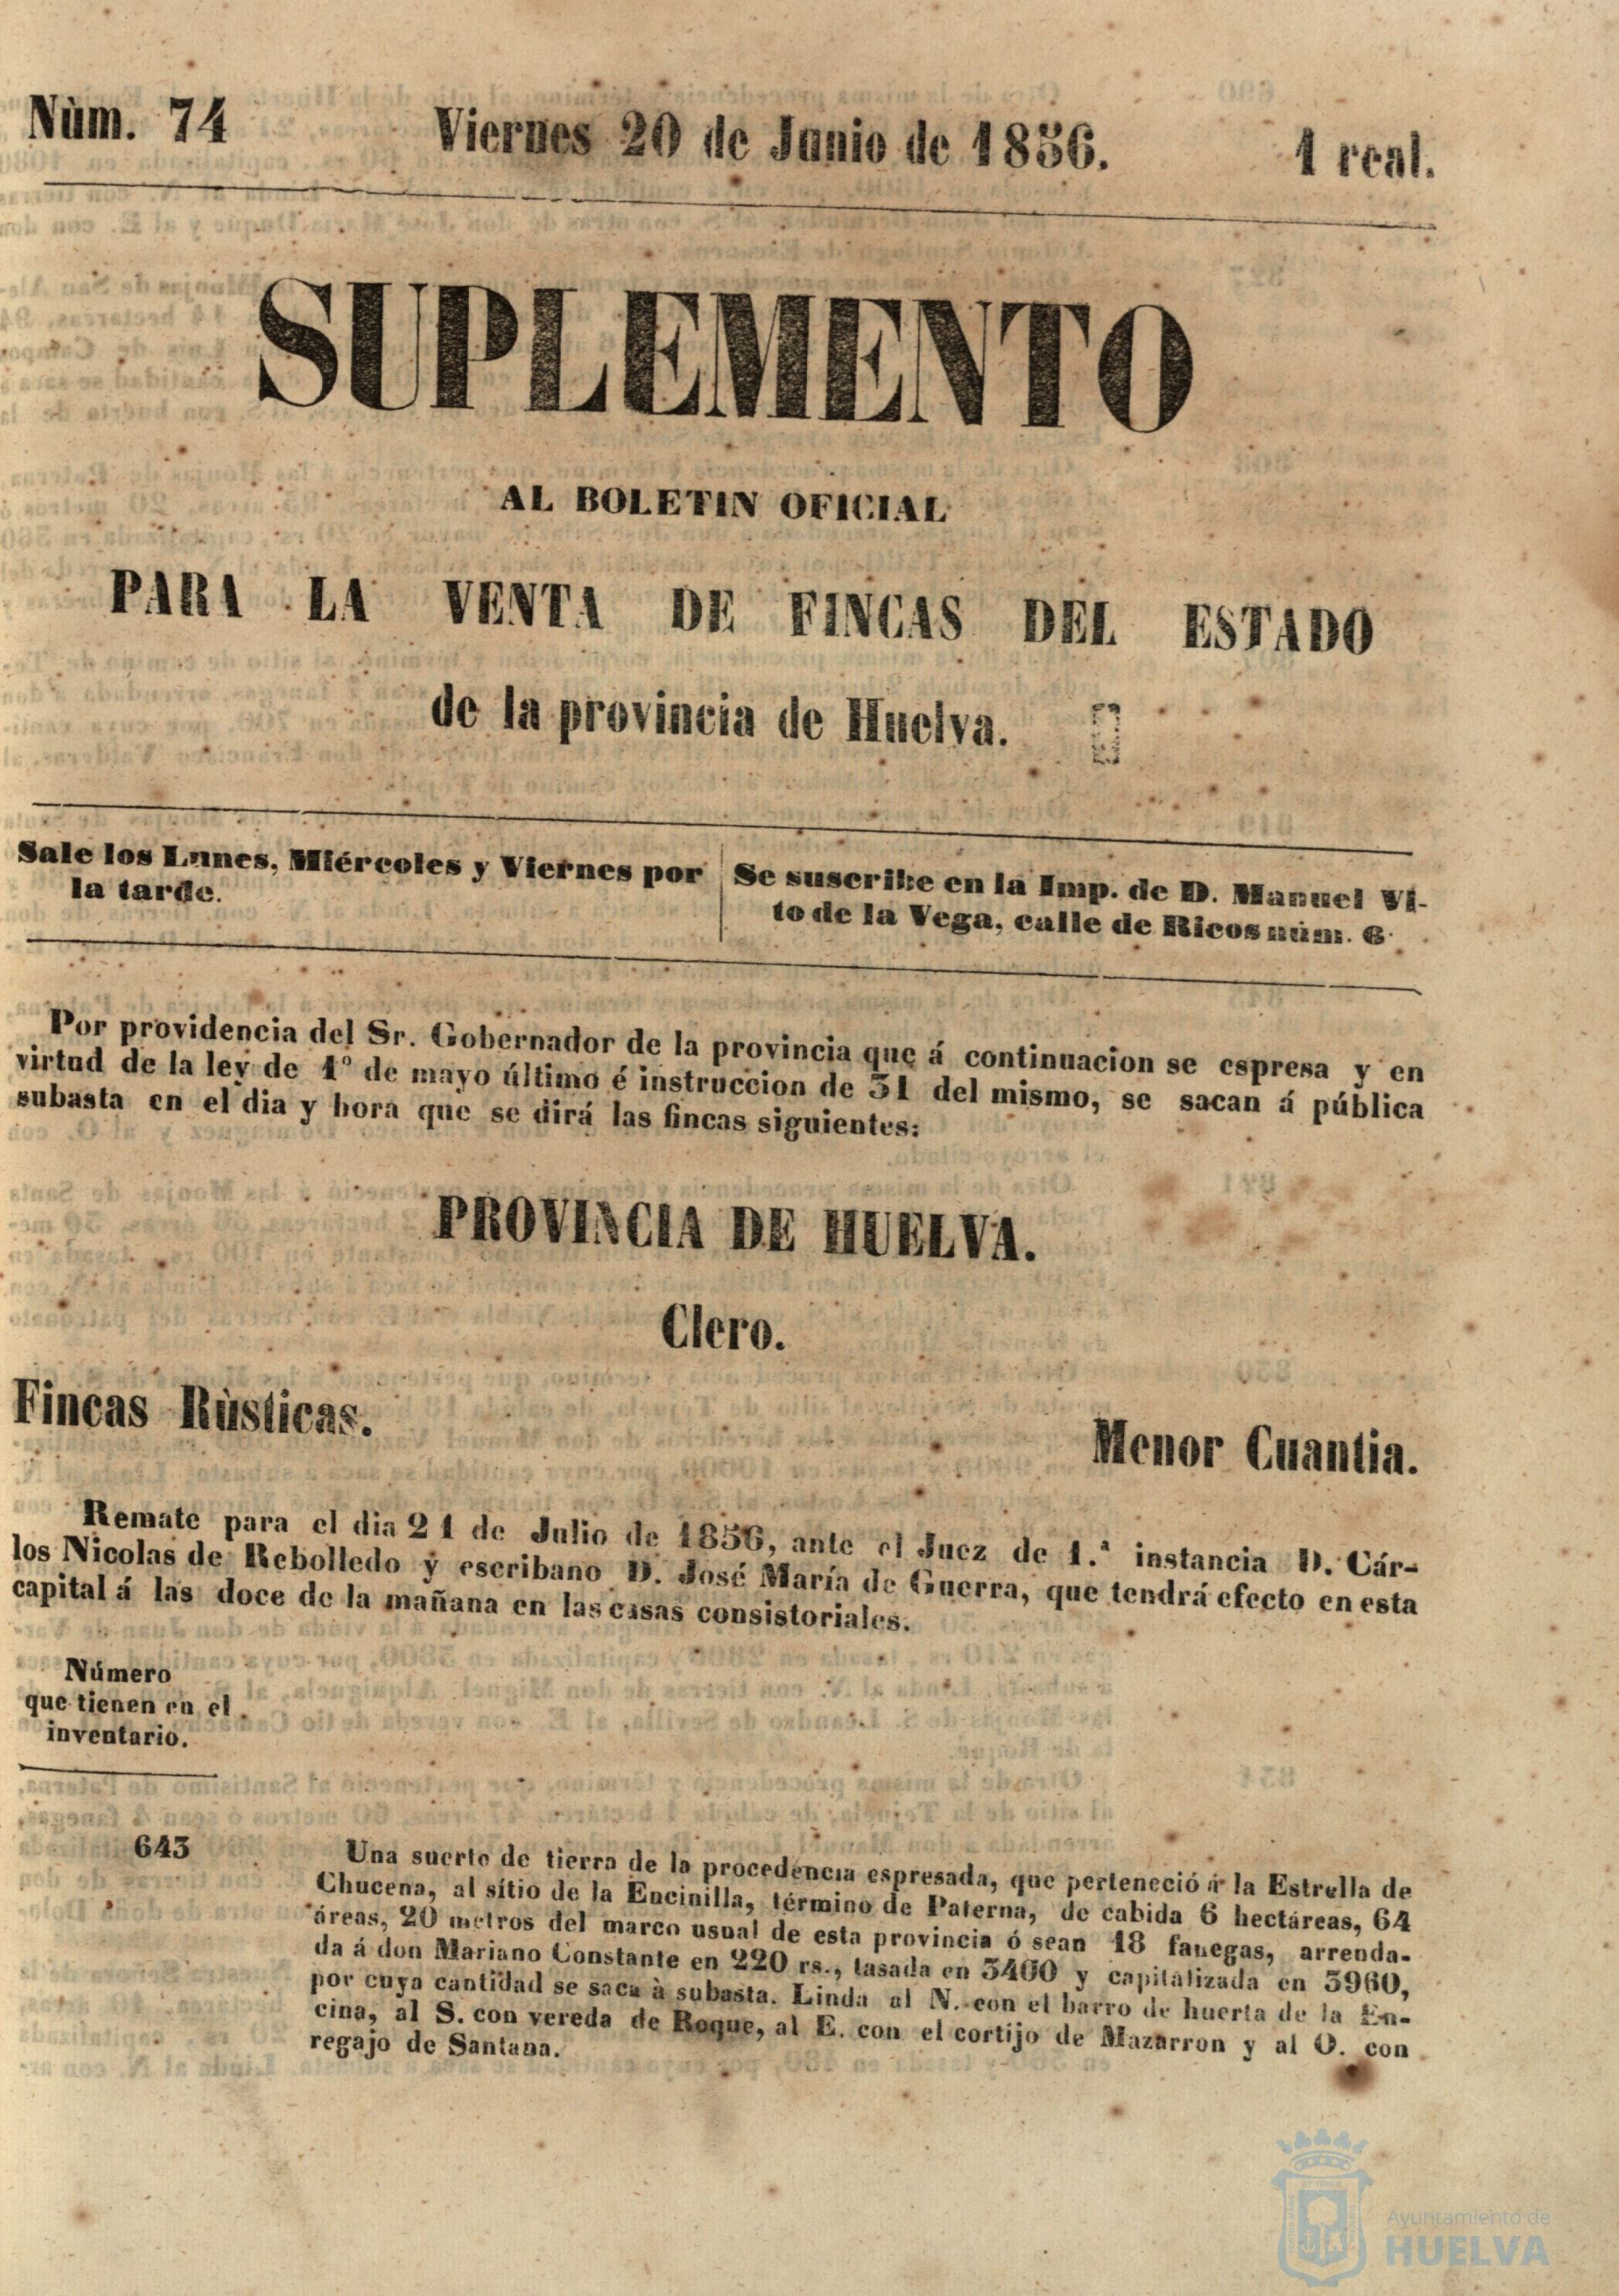 Nùm. 74 Viernes 20 de Junio de 1856. 1 real.
SUPLEMENTO
AL BOLETIN OFICIAL
PARA LA VENTA DE FINCAS DEL ESTADO
de la provincia de Huelva.
Sale los Lunes, Miércoles y Viernes por
la tarde.
Se suscribe en la Imp. de D. Manuel Vi-
to de la Vega, calle de Ricos núm. 6
Por providencia del Sr. Gobernador de la provincia que á continuacion se espresa y en
virtud de la ley de 1º de mayo último é instruccion de 31 del mismo, se sacan á pública
subasta en el dia y hora que se dirá las fincas siguientes:
PROVINCIA DE HUELVA.
Clero.
Fincas Rùsticas. Menor Cuantia.
Remate para el dia 21 de Julio de 1856, ante el Juez de 1.ª instancia D. Cár-
los Nicolas de Rebolledo y escribano D. José María de Guerra, que tendrá efecto en esta
capital á las doce de la mañana en las casas consistoriales.
Número
que tienen en el
inventario.
643 Una suerte de tierra de la procedencia espresada, que perteneció á la Estrella de
Chucena, al sítio de la Encinilla, término de Paterna, de cabida 6 hectáreas, 64
áreas, 20 metros del marco usual de esta provincia ó sean 18 fanegas, arrenda-
da á don Mariano Constante en 220 rs., tasada en 3400 y capitalizada en 3960,
por cuya cantidad se saca à subasta. Linda al N. con el barro de huerta de la En-
cina, al S. con vereda de Roque, al E. con el cortijo de Mazarron y al O. con
regajo de Santana.
Ayuntamiento de
HUELVA